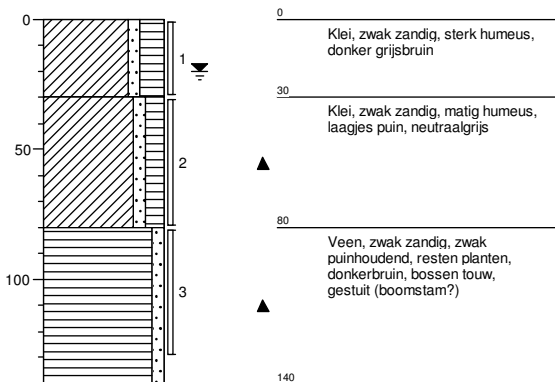 0
50
100
1
2
3
0
Klei, zwak zandig, sterk humeus,
donker grijsbruin
30
Klei, zwak zandig, matig humeus,
laagjes puin, neutraalgrijs
80
Veen, zwak zandig, zwak
puinhoudend, resten planten,
donkerbruin, bossen touw,
gestuit (boomstam?)
140